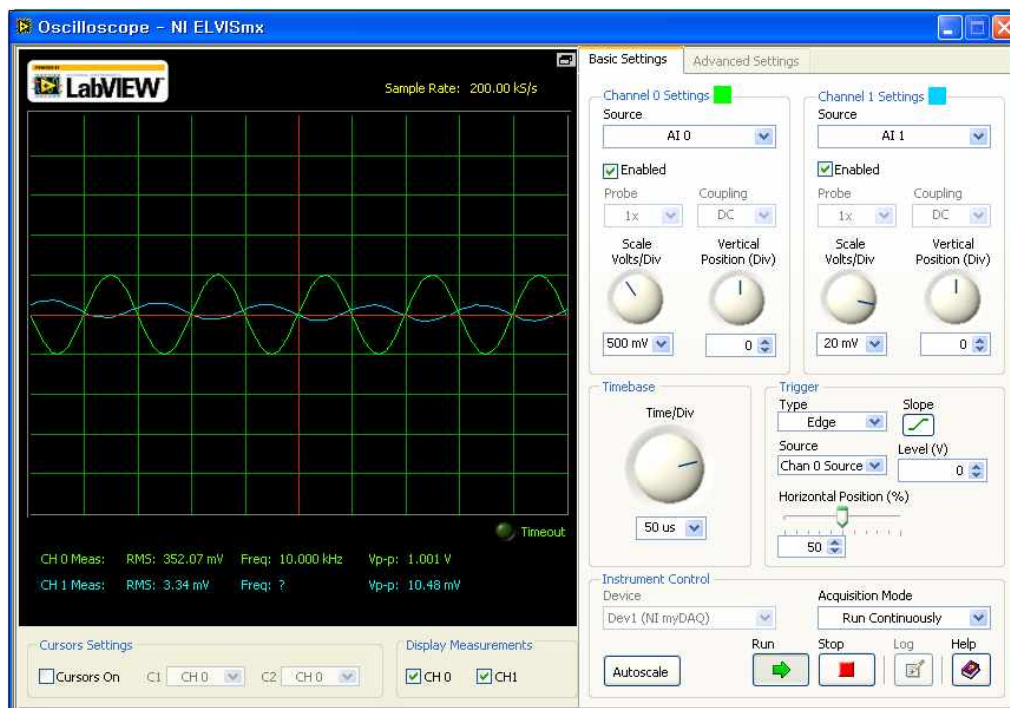 Oscilloscope - NI ELVISmx
POWERED BY
LabVIEW
Sample Rate: 200.00 kS/s
Timeout
CH 0 Meas: RMS: 352.07 mV Freq: 10.000 kHz Vp-p: 1.001 V
CH 1 Meas: RMS: 3.34 mV Freq: ? Vp-p: 10.48 mV
Cursors Settings
Cursors On C1 CH 0 C2 CH 0
Display Measurements
CH 0 CH1
Basic Settings Advanced Settings
Channel 0 Settings
Source
AI 0
Enabled
Probe Coupling
1x DC
Scale
Volts/Div
Vertical
Position (Div)
500 mV 0
Channel 1 Settings
Source
AI 1
Enabled
Probe Coupling
1x DC
Scale
Volts/Div
Vertical
Position (Div)
20 mV 0
Timebase
Time/Div
50 us
Trigger
Type Slope
Edge
Source Level (V)
Chan 0 Source 0
Horizontal Position (%)
50
Instrument Control
Device Acquisition Mode
Dev1 (NI myDAQ) Run Continuously
Run Stop Log Help
Autoscale